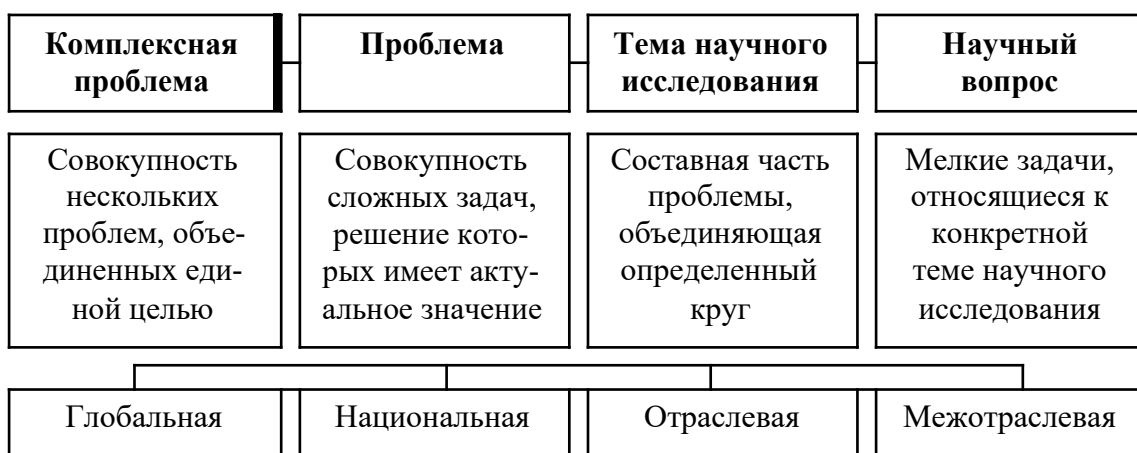 Комплексная
проблема
Проблема
Тема научного
исследования
Научный
вопрос
Совокупность
нескольких
проблем, объе-
диненных еди-
ной целью
Совокупность
сложных задач,
решение кото-
рых имеет акту-
альное значение
Составная часть
проблемы,
объединяющая
определенный
круг
Мелкие задачи,
относящиеся к
конкретной
теме научного
исследования
Глобальная
Национальная
Отраслевая
Межотраслевая